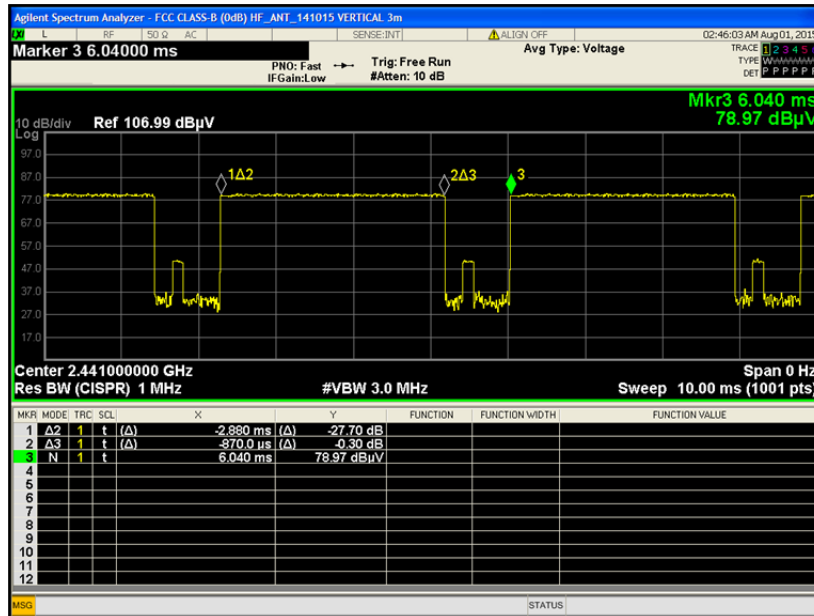 Agilent Spectrum Analyzer - FCC CLASS-B (0dB) HF_ANT_141015 VERTICAL 3m
LXI L RF 50 Ω AC SENSE:INT ALIGN OFF 02:46:03 AM Aug 01, 2015
Marker 3 6.04000 ms Avg Type: Voltage TRACE 1 2 3 4 5
PNO: Fast Trig: Free Run TYPE W
IFGain:Low #Atten: 10 dB DET P P P P P
Mkr3 6.040 ms
10 dB/div Ref 106.99 dBµV 78.97 dBµV
Log
97.0
87.0
1Δ2 2Δ3 3
77.0
67.0
57.0
47.0
37.0
27.0
17.0
Center 2.441000000 GHz Span 0 Hz
Res BW (CISPR) 1 MHz #VBW 3.0 MHz Sweep 10.00 ms (1001 pts)
MKR MODE TRC SCL X Y FUNCTION FUNCTION WIDTH FUNCTION VALUE
1 Δ2 1 t (Δ) -2.880 ms (Δ) -27.70 dB
2 Δ3 1 t (Δ) -870.0 µs (Δ) -0.30 dB
3 N 1 t 6.040 ms 78.97 dBµV
4
5
6
7
8
9
10
11
12
MSG STATUS